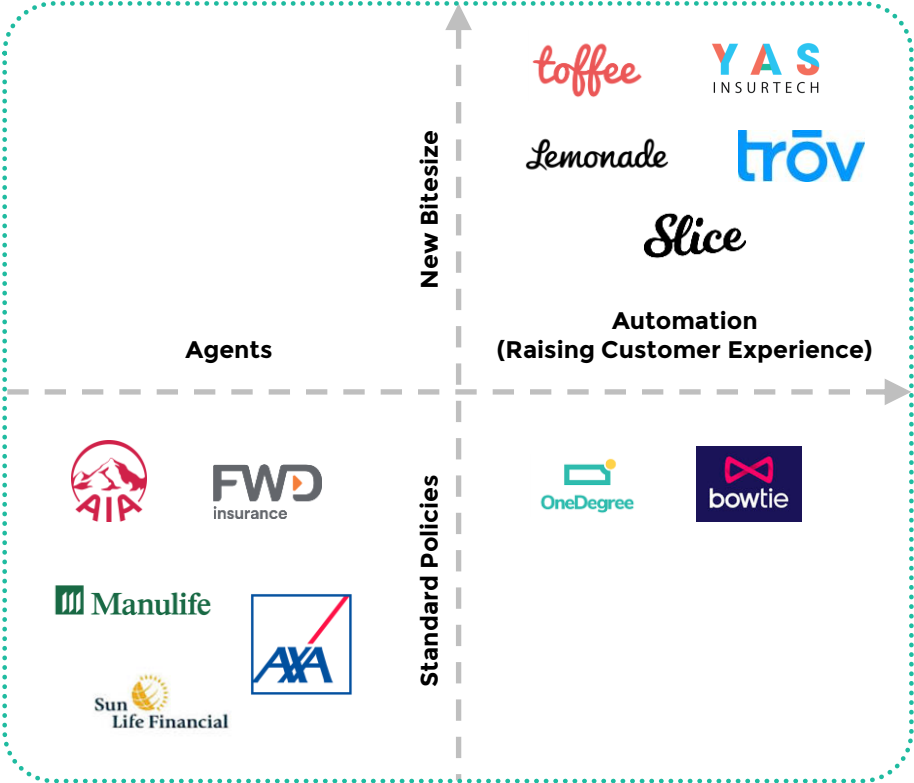 toffee
YAS
INSURTECH
Lemonade
trōv
Slice
New Bitesize
Automation
(Raising Customer Experience)
Agents
AIA
FWD
insurance
OneDegree
bowtie
Manulife
AXA
Standard Policies
Sun
Life Financial